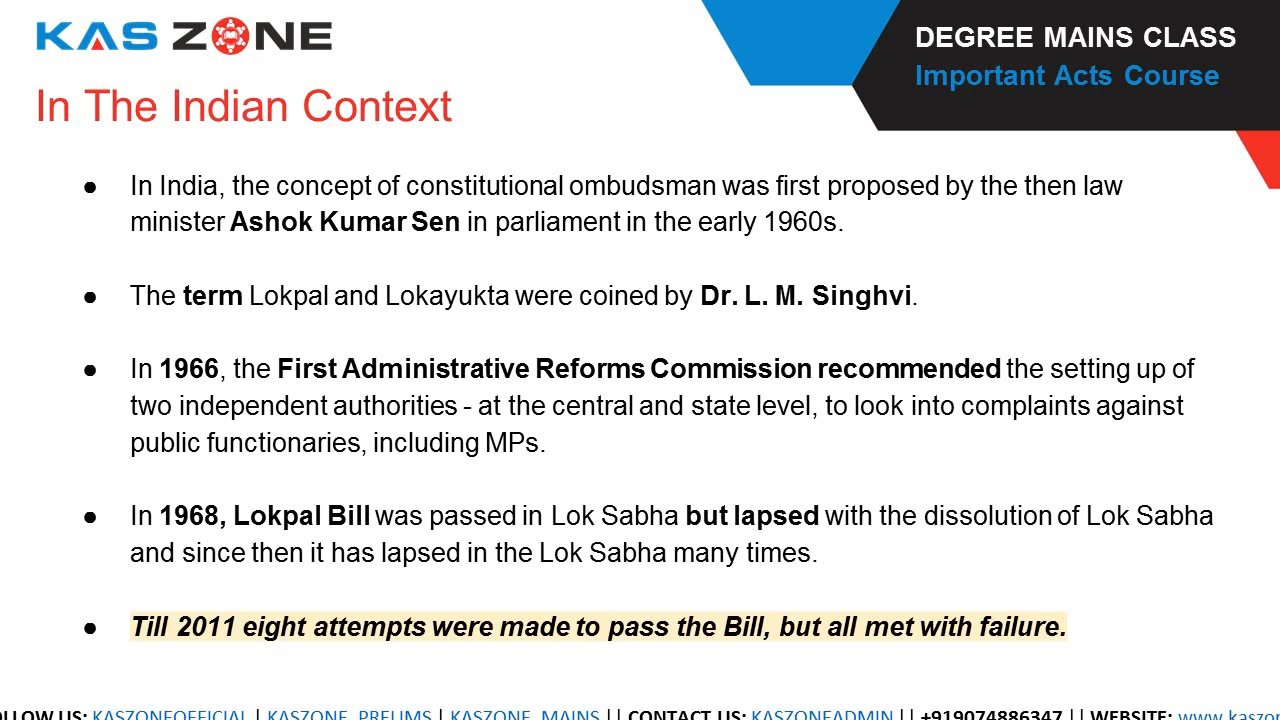 KAS ZONE
DEGREE MAINS CLASS
Important Acts Course
In The Indian Context
● In India, the concept of constitutional ombudsman was first proposed by the then law
minister Ashok Kumar Sen in parliament in the early 1960s.
● The term Lokpal and Lokayukta were coined by Dr. L. M. Singhvi.
● In 1966, the First Administrative Reforms Commission recommended the setting up of
two independent authorities - at the central and state level, to look into complaints against
public functionaries, including MPs.
● In 1968, Lokpal Bill was passed in Lok Sabha but lapsed with the dissolution of Lok Sabha
and since then it has lapsed in the Lok Sabha many times.
● Till 2011 eight attempts were made to pass the Bill, but all met with failure.
US: KASZONEOFFICIAL | KASZONE_PRELIMS | KASZONE_MAINS || CONTACT US: KASZONEADMIN || +919074886347 || WEBSITE: